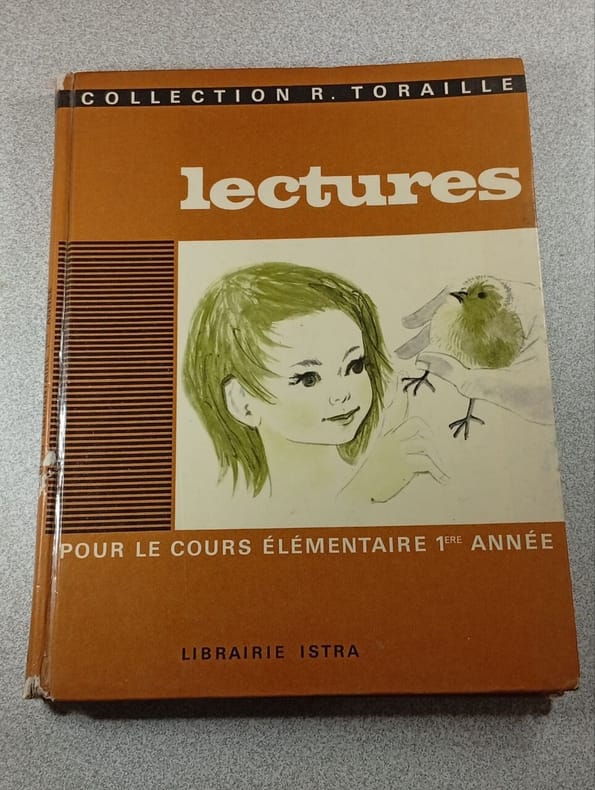 COLLECTION R. TORAILLE
lectures
POUR LE COURS ÉLÉMENTAIRE 1ERE ANNÉE
LIBRAIRIE ISTRA